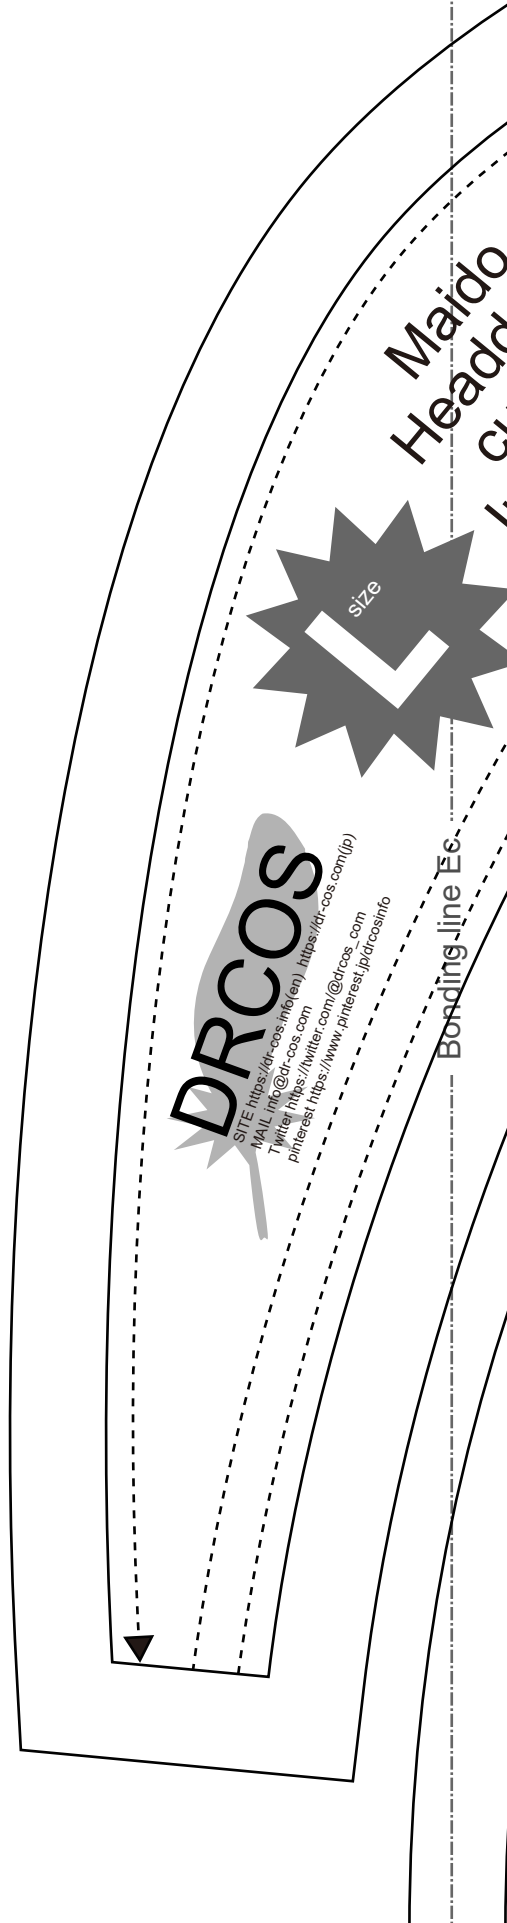 Maido
size
L
DRCOS
SITE https://dr-cos.info(en) https://dr-cos.com(jp)
MAIL info@dr-cos.com
Twitter https://twitter.com/@drcos_com
pinterest https://www.pinterest.jp/drcosinfo
Bonding line Ec